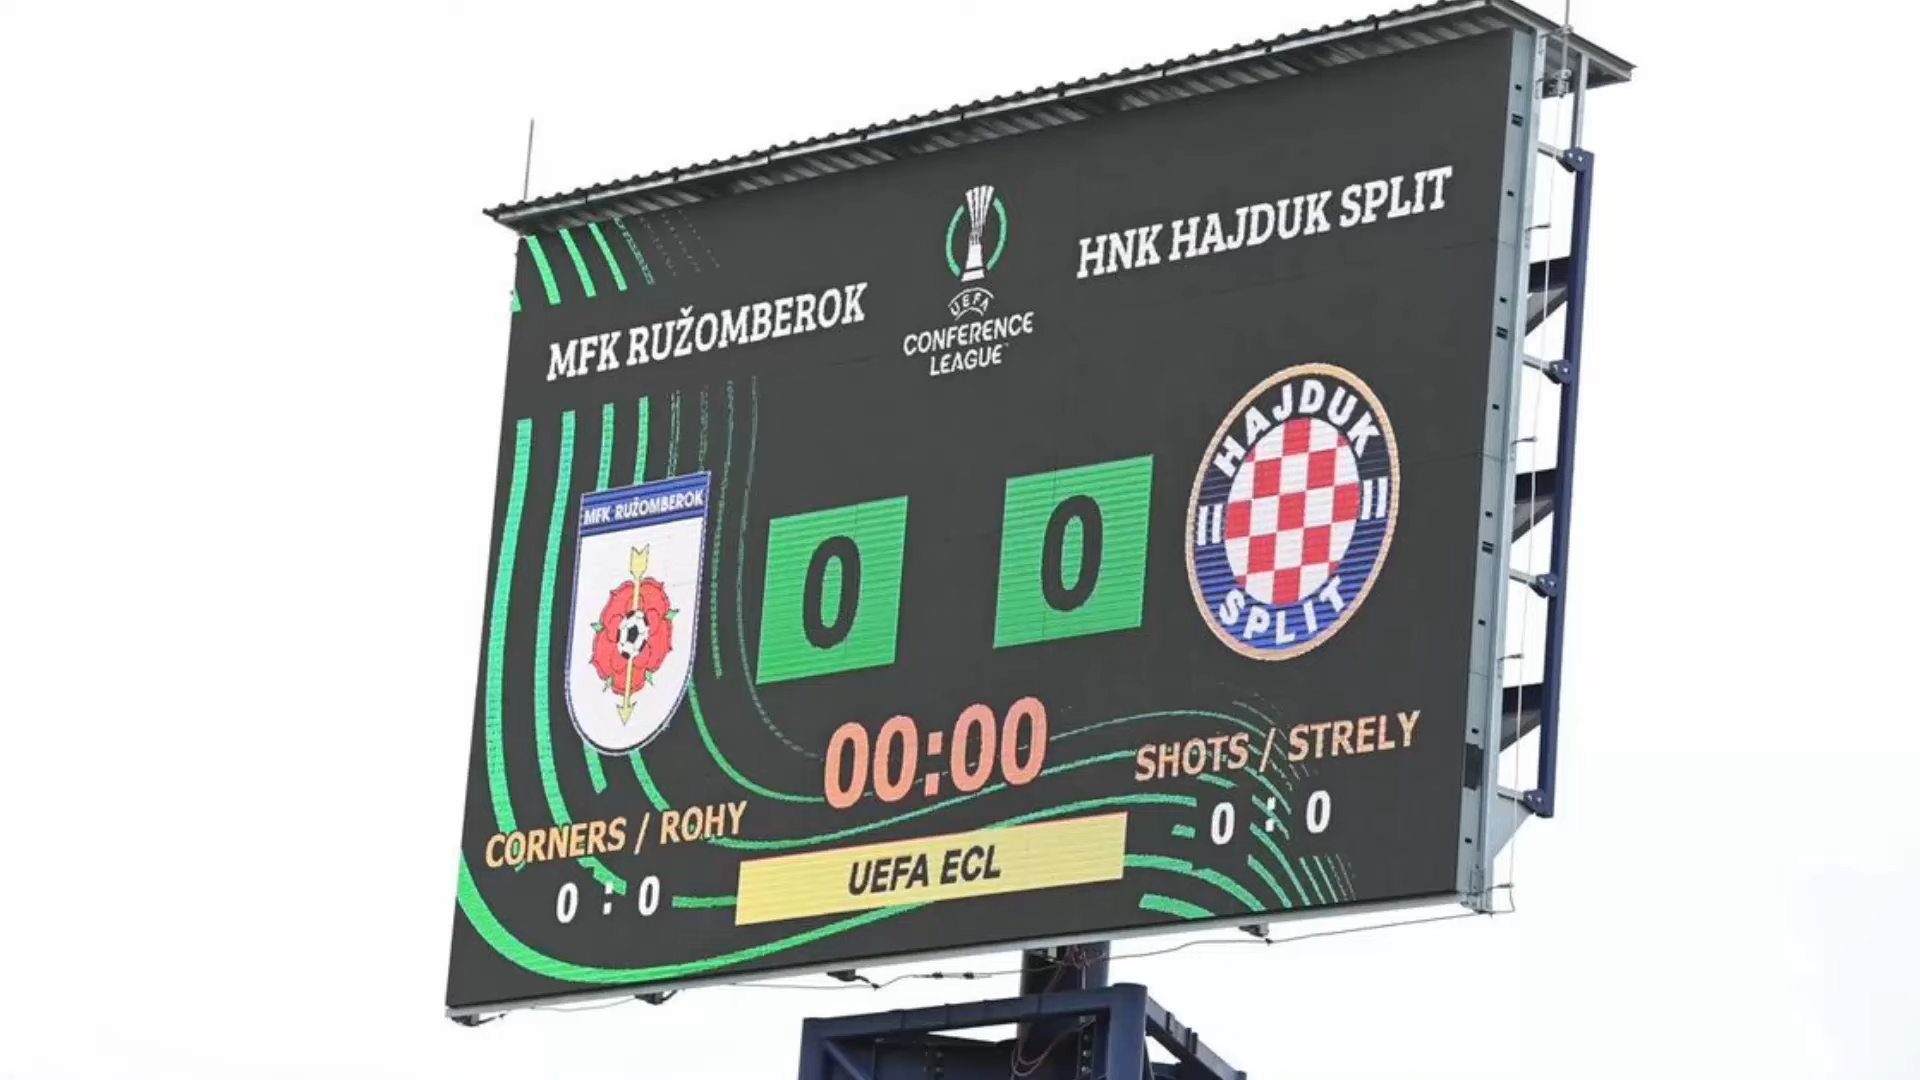 HNK HAJDUK SPLIT
MFK RUŽOMBEROK
UEFA
CONFERENCE
LEAGUE
HAJDUK
SPLIT
MFK RUŽOMBEROK
0
0
00:00
SHOTS / STRELY
0 : 0
CORNERS / ROHY
0 : 0
UEFA ECL